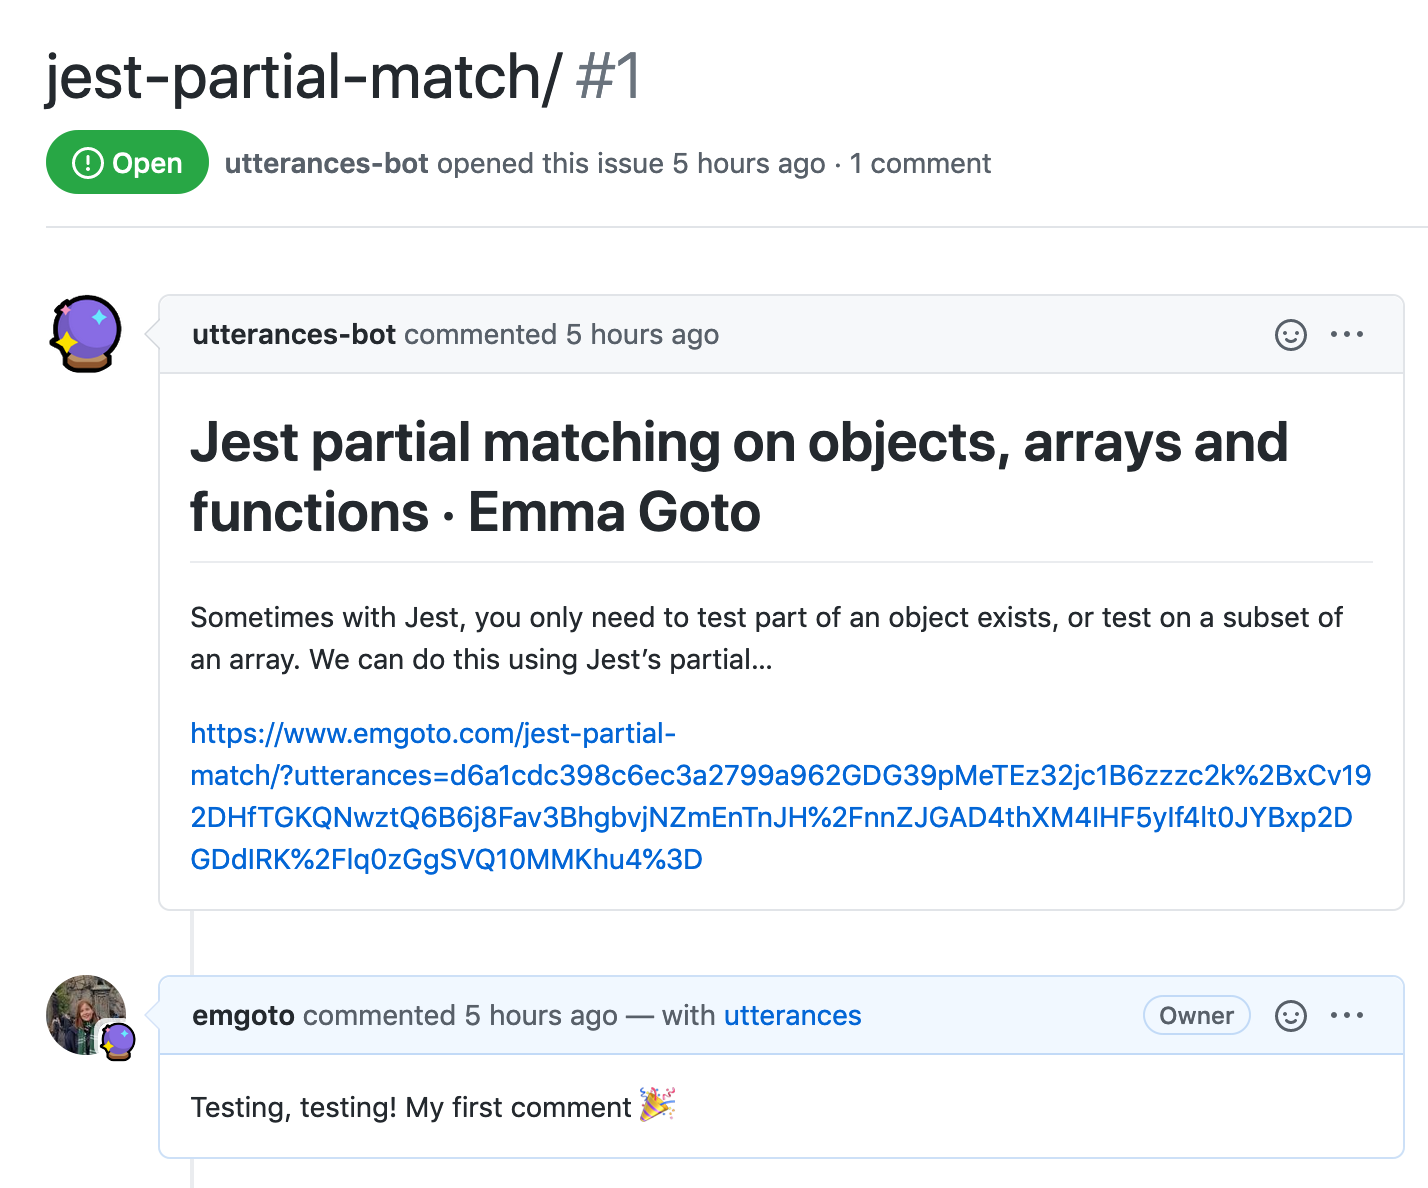 jest-partial-match/ #1
Open utterances-bot opened this issue 5 hours ago · 1 comment
utterances-bot commented 5 hours ago
Jest partial matching on objects, arrays and
functions · Emma Goto
Sometimes with Jest, you only need to test part of an object exists, or test on a subset of
an array. We can do this using Jest’s partial...
https://www.emgoto.com/jest-partial-
match/?utterances=d6a1cdc398c6ec3a2799a962GDG39pMeTEz32jc1B6zzzc2k%2BxCv19
2DHfTGKQNwztQ6B6j8Fav3BhgbvjNZmEnTnJH%2FnnZJGAD4thXM4IHF5yIf4lt0JYBxp2D
GDdIRK%2Flq0zGgSVQ10MMKhu4%3D
emgoto commented 5 hours ago — with utterances Owner
Testing, testing! My first comment 🎉